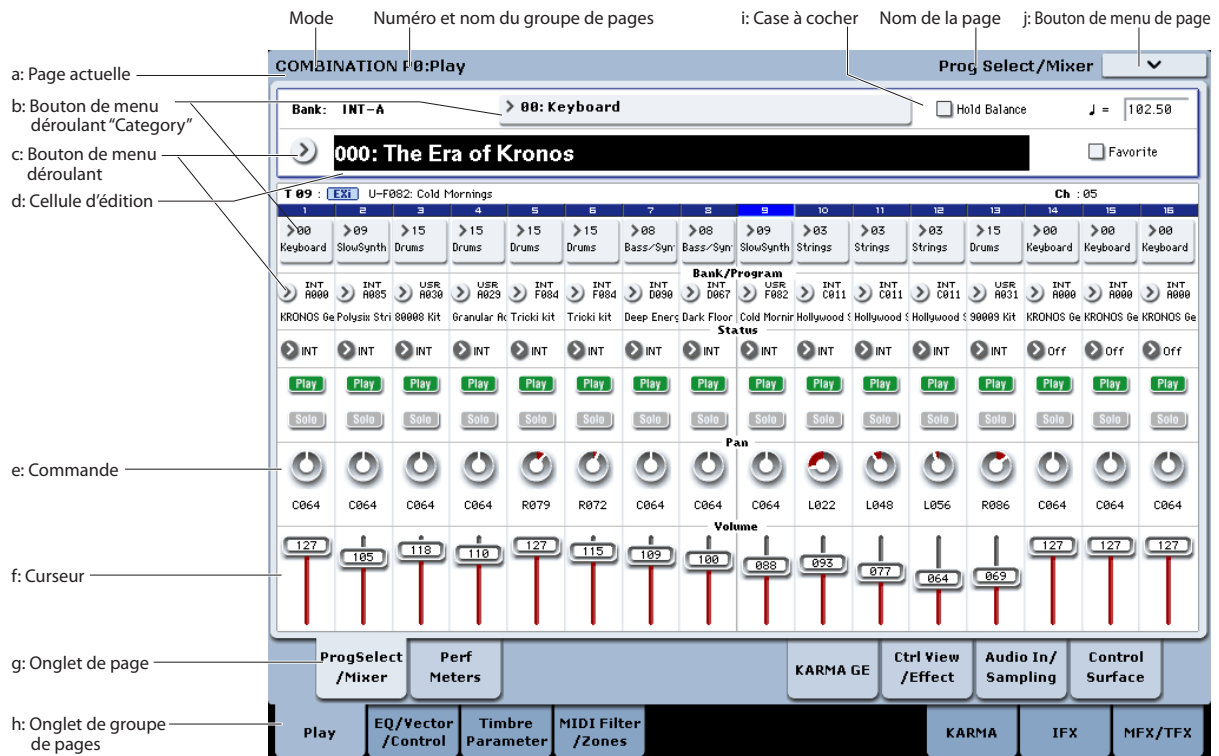 Mode
Numéro et nom du groupe de pages
i: Case à cocher
Nom de la page
j: Bouton de menu de page
a: Page actuelle
b: Bouton de menu
déroulant “Category”
c: Bouton de menu
déroulant
d: Cellule d’édition
e: Commande
f: Curseur
g: Onglet de page
h: Onglet de groupe
de pages
COMBINATION P0:Play
Prog Select/Mixer
Bank: INT-A
00: Keyboard
Hold Balance
♩ = 102.50
000: The Era of Kronos
Favorite
T 09 : EXi U-F082: Cold Mornings
Ch : 05
1 2 3 4 5 6 7 8 9 10 11 12 13 14 15 16
00 09 15 15 15 15 08 08 09 03 03 03 15 00 00 00
Keyboard SlowSynth Drums Drums Drums Drums Bass/Syn Bass/Syn SlowSynth Strings Strings Strings Drums Keyboard Keyboard Keyboard
Bank/Program
INT INT USR USR INT INT INT INT USR INT INT INT USR INT INT INT
A000 A085 A030 A029 F084 F084 D090 D067 F082 C011 C011 C011 A031 A000 A000 A000
KRONOS Ge Polysix Stri 80008 Kit Granular Ac Tricki kit Tricki kit Deep Energ Dark Floor Cold Mornin Hollywood S Hollywood S Hollywood S 90009 Kit KRONOS Ge KRONOS Ge KRONOS Ge
Status
INT INT INT INT INT INT INT INT INT INT INT INT INT Off Off Off
Play Play Play Play Play Play Play Play Play Play Play Play Play Play Play Play
Solo Solo Solo Solo Solo Solo Solo Solo Solo Solo Solo Solo Solo Solo Solo Solo
Pan
C064 C064 C064 C064 R079 R072 C064 C064 C064 L022 L048 L056 R086 C064 C064 C064
Volume
127 105 118 110 127 115 109 100 088 093 077 064 069 127 127 127
ProgSelect
/Mixer
Perf
Meters
KARMA GE
Ctrl View
/Effect
Audio In/
Sampling
Control
Surface
Play
EQ/Vector
/Control
Timbre
Parameter
MIDI Filter
/Zones
KARMA
IFX
MFX/TFX